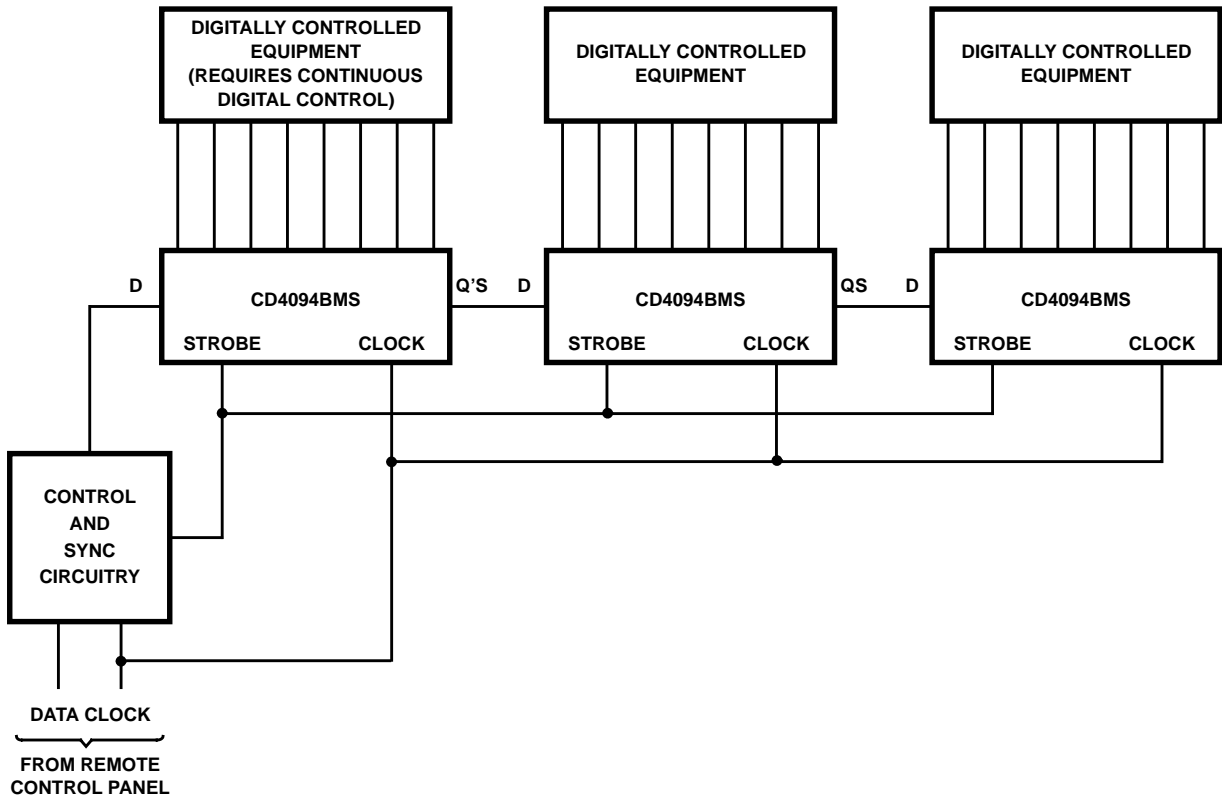 DIGITALLY CONTROLLED
EQUIPMENT
(REQUIRES CONTINUOUS
DIGITAL CONTROL)
DIGITALLY CONTROLLED
EQUIPMENT
DIGITALLY CONTROLLED
EQUIPMENT
D
CD4094BMS
STROBE
CLOCK
Q'S
D
CD4094BMS
STROBE
CLOCK
QS
D
CD4094BMS
STROBE
CLOCK
CONTROL
AND
SYNC
CIRCUITRY
DATA CLOCK
FROM REMOTE
CONTROL PANEL